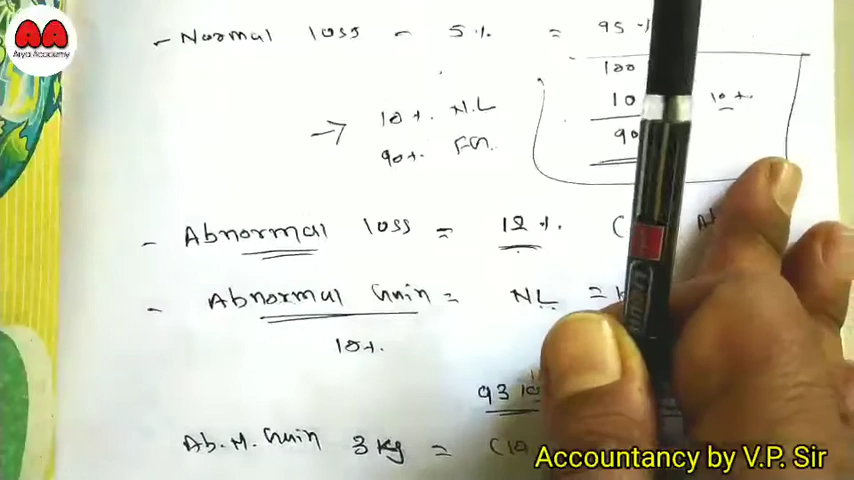 Arya Academy
- Normal loss - 5% = 95
100
→ 10%. N.L 10
90%. FG. 90
- Abnormal loss = 12%. (
- Abnormal Gain = NL =
10%.
93
Ab.N. Gain 3 kg = (10
Accountancy by V.P. Sir